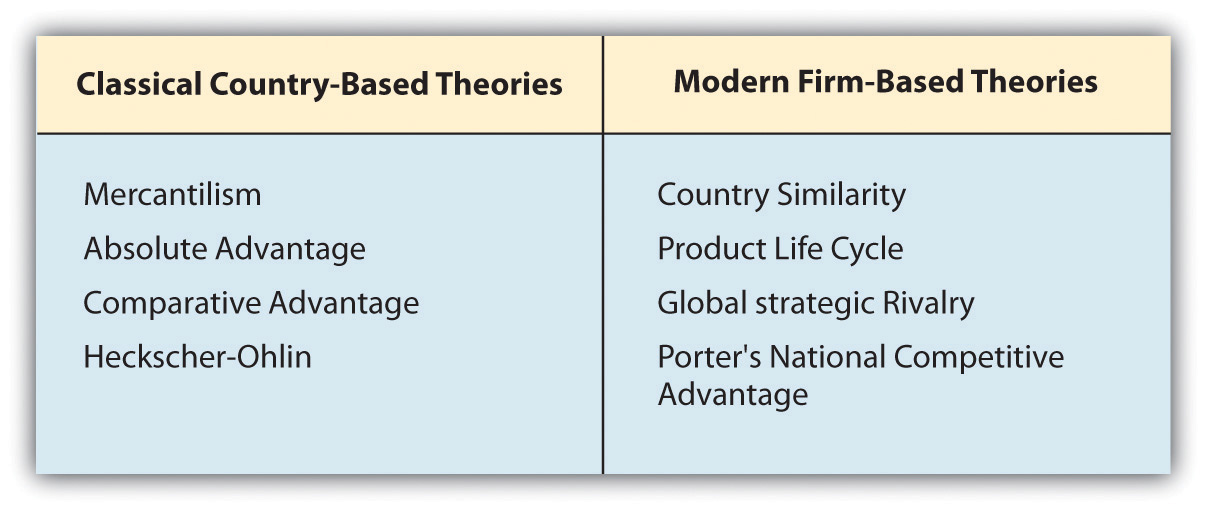 Classical Country-Based Theories
Modern Firm-Based Theories
Mercantilism
Absolute Advantage
Comparative Advantage
Heckscher-Ohlin
Country Similarity
Product Life Cycle
Global strategic Rivalry
Porter's National Competitive
Advantage